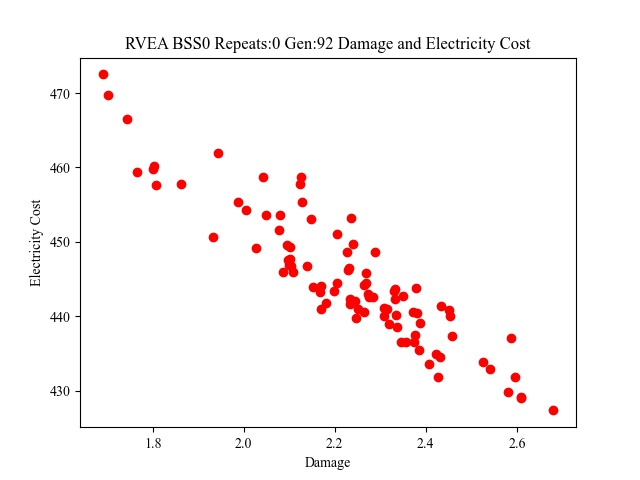 RVEA BSS0 Repeats:0 Gen:92 Damage and Electricity Cost
470
460
450
440
430
Electricity Cost
1.8 2.0 2.2 2.4 2.6
Damage